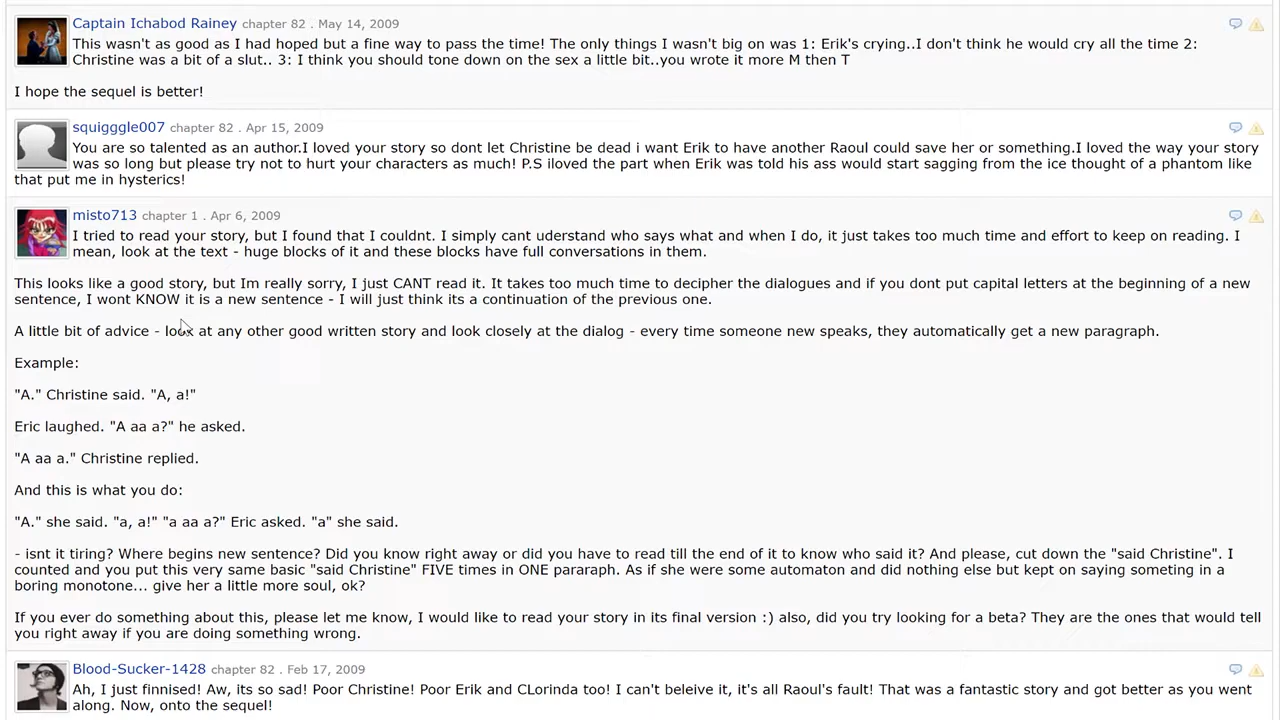 Captain Ichabod Rainey chapter 82 . May 14, 2009
This wasn't as good as I had hoped but a fine way to pass the time! The only things I wasn't big on was 1: Erik's crying..I don't think he would cry all the time 2:
Christine was a bit of a slut.. 3: I think you should tone down on the sex a little bit..you wrote it more M then T
I hope the sequel is better!
squigggle007 chapter 82 . Apr 15, 2009
You are so talented as an author.I loved your story so dont let Christine be dead i want Erik to have another Raoul could save her or something.I loved the way your story
was so long but please try not to hurt your characters as much! P.S iloved the part when Erik was told his ass would start sagging from the ice thought of a phantom like
that put me in hysterics!
misto713 chapter 1 . Apr 6, 2009
I tried to read your story, but I found that I couldnt. I simply cant uderstand who says what and when I do, it just takes too much time and effort to keep on reading. I
mean, look at the text - huge blocks of it and these blocks have full conversations in them.
This looks like a good story, but Im really sorry, I just CANT read it. It takes too much time to decipher the dialogues and if you dont put capital letters at the beginning of a new
sentence, I wont KNOW it is a new sentence - I will just think its a continuation of the previous one.
A little bit of advice - look at any other good written story and look closely at the dialog - every time someone new speaks, they automatically get a new paragraph.
Example:
"A." Christine said. "A, a!"
Eric laughed. "A aa a?" he asked.
"A aa a." Christine replied.
And this is what you do:
"A." she said. "a, a!" "a aa a?" Eric asked. "a" she said.
- isnt it tiring? Where begins new sentence? Did you know right away or did you have to read till the end of it to know who said it? And please, cut down the "said Christine". I
counted and you put this very same basic "said Christine" FIVE times in ONE pararaph. As if she were some automaton and did nothing else but kept on saying someting in a
boring monotone... give her a little more soul, ok?
If you ever do something about this, please let me know, I would like to read your story in its final version :) also, did you try looking for a beta? They are the ones that would tell
you right away if you are doing something wrong.
Blood-Sucker-1428 chapter 82 . Feb 17, 2009
Ah, I just finnised! Aw, its so sad! Poor Christine! Poor Erik and CLorinda too! I can't beleive it, it's all Raoul's fault! That was a fantastic story and got better as you went
along. Now, onto the sequel!